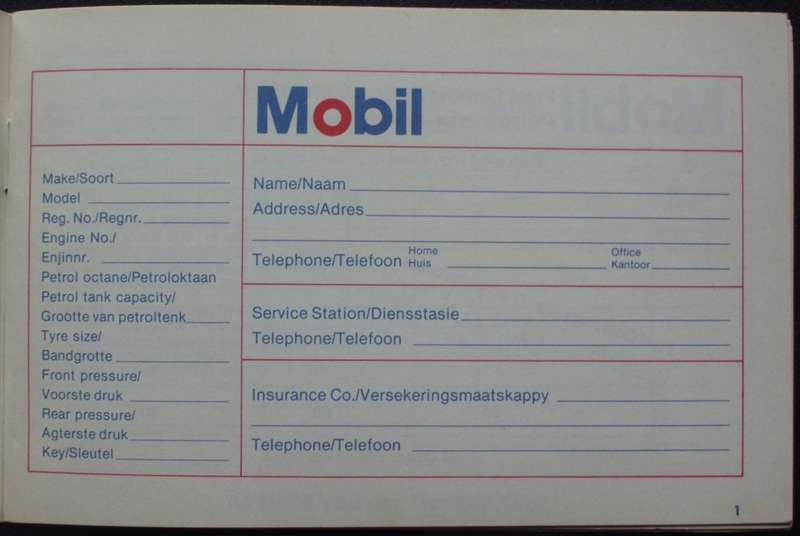 Mobil
Make/Soort
Model
Reg. No./Regnr.
Engine No./
Enjinnr.
Petrol octane/Petroloktaan
Petrol tank capacity/
Grootte van petroltenk
Tyre size/
Bandgrotte
Front pressure/
Voorste druk
Rear pressure/
Agterste druk
Key/Sleutel
Name/Naam
Address/Adres
Telephone/Telefoon Home Huis Office Kantoor
Service Station/Diensstasie
Telephone/Telefoon
Insurance Co./Versekeringsmaatskappy
Telephone/Telefoon
1